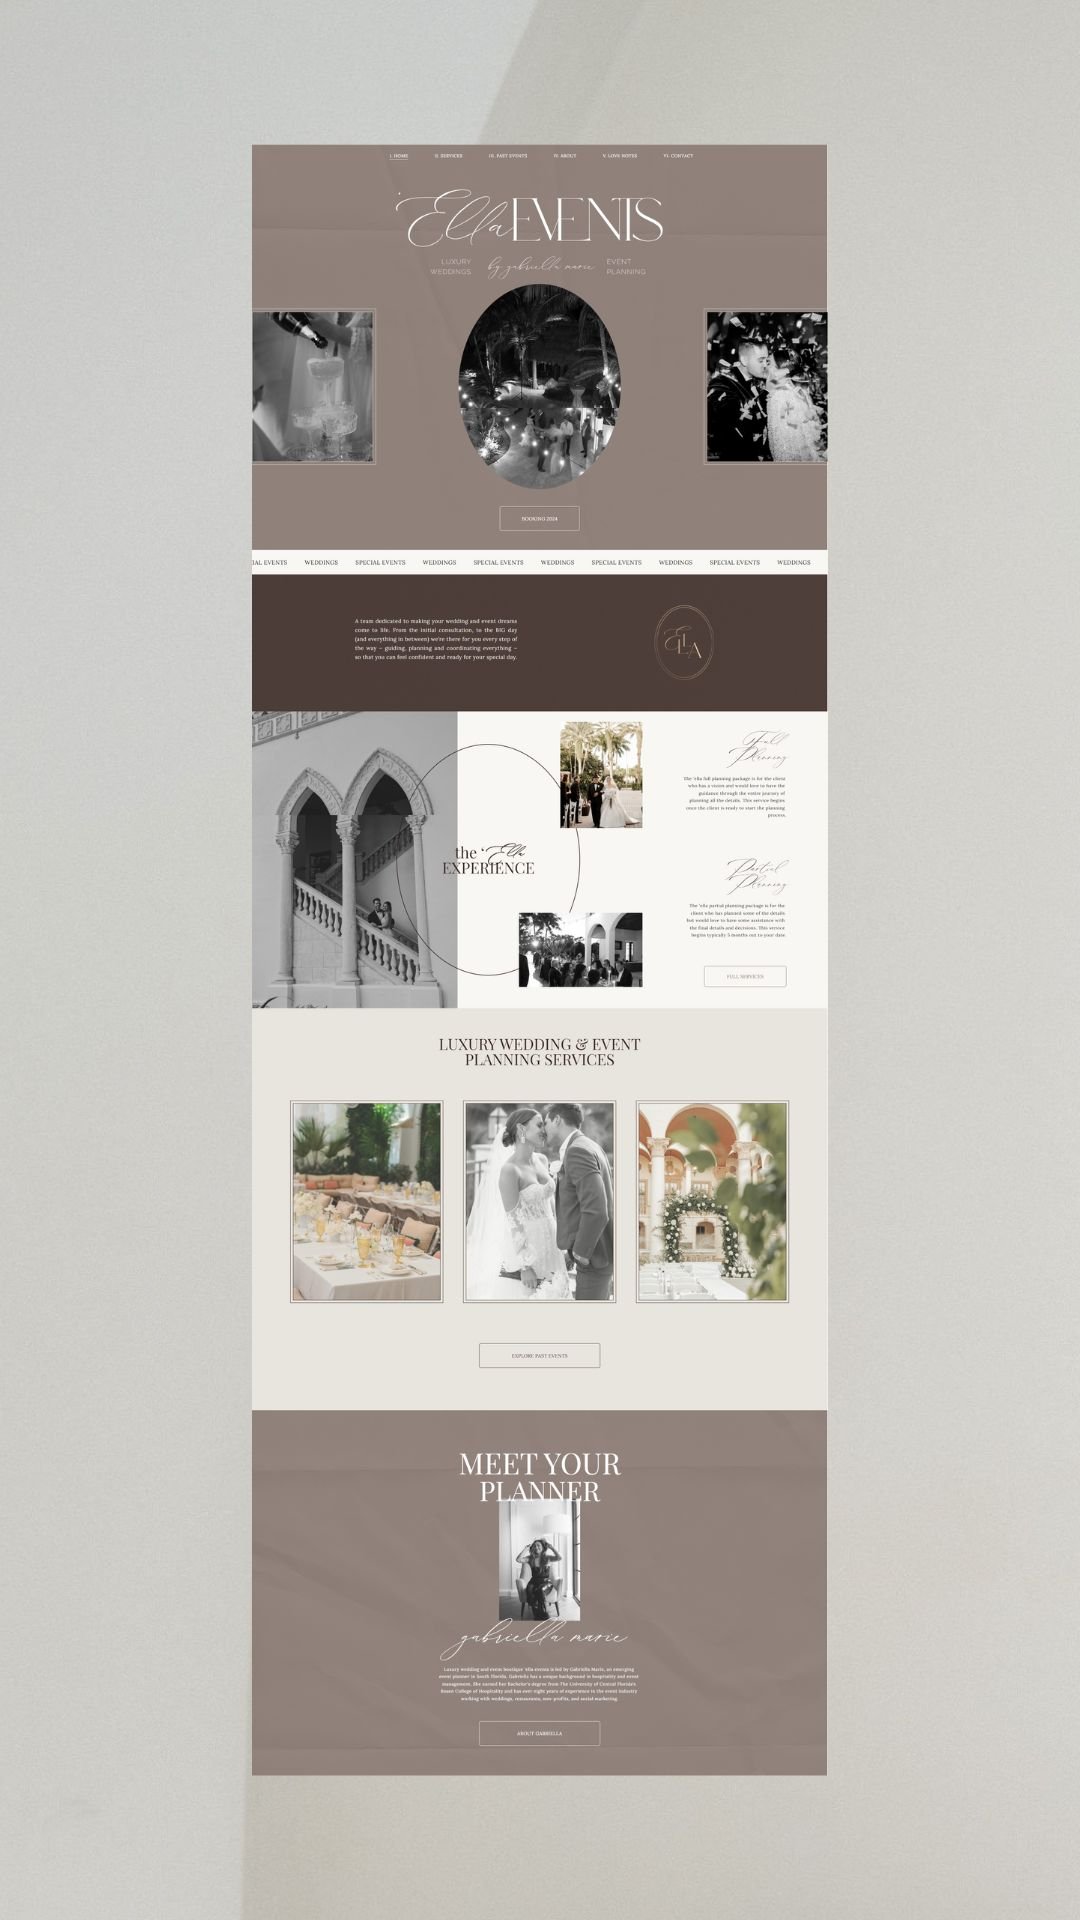 I. HOME II. SERVICES III. PAST EVENTS IV. ABOUT V. LOVE NOTES VI. CONTACT
'Ella EVENTS
LUXURY WEDDINGS
by gabriella marie
EVENT PLANNING
BOOKING 2024
IAL EVENTS WEDDINGS SPECIAL EVENTS WEDDINGS SPECIAL EVENTS WEDDINGS SPECIAL EVENTS WEDDINGS SPECIAL EVENTS WEDDINGS
A team dedicated to making your wedding and event dreams
come to life. From the initial consultation, to the BIG day
(and everything in between) we're there for you every step of
the way – guiding, planning and coordinating everything –
so that you can feel confident and ready for your special day.
ELLA
the 'Ella
EXPERIENCE
Full
Planning
The 'ella full planning package is for the client
who has a vision and would love to have the
guidance through the entire journey of
planning all the details. This service begins
once the client is ready to start the planning
process.
Partial
Planning
The 'ella partial planning package is for the
client who has planned some of the details
but would love to have some assistance with
the final details and decisions. This service
begins typically 5 months out to your date
FULL SERVICES
LUXURY WEDDING & EVENT
PLANNING SERVICES
EXPLORE PAST EVENTS
MEET YOUR
PLANNER
gabriella marie
Luxury wedding and event boutique 'ella events is led by Gabriella Marie, an emerging
event planner in South Florida. Gabriella has a unique background in hospitality and event
management. She earned her Bachelor's degree from The University of Central Florida's
Rosen College of Hospitality and has over eight years of experience in the event industry
working with weddings, restaurants, non-profits, and social marketing.
ABOUT GABRIELLA